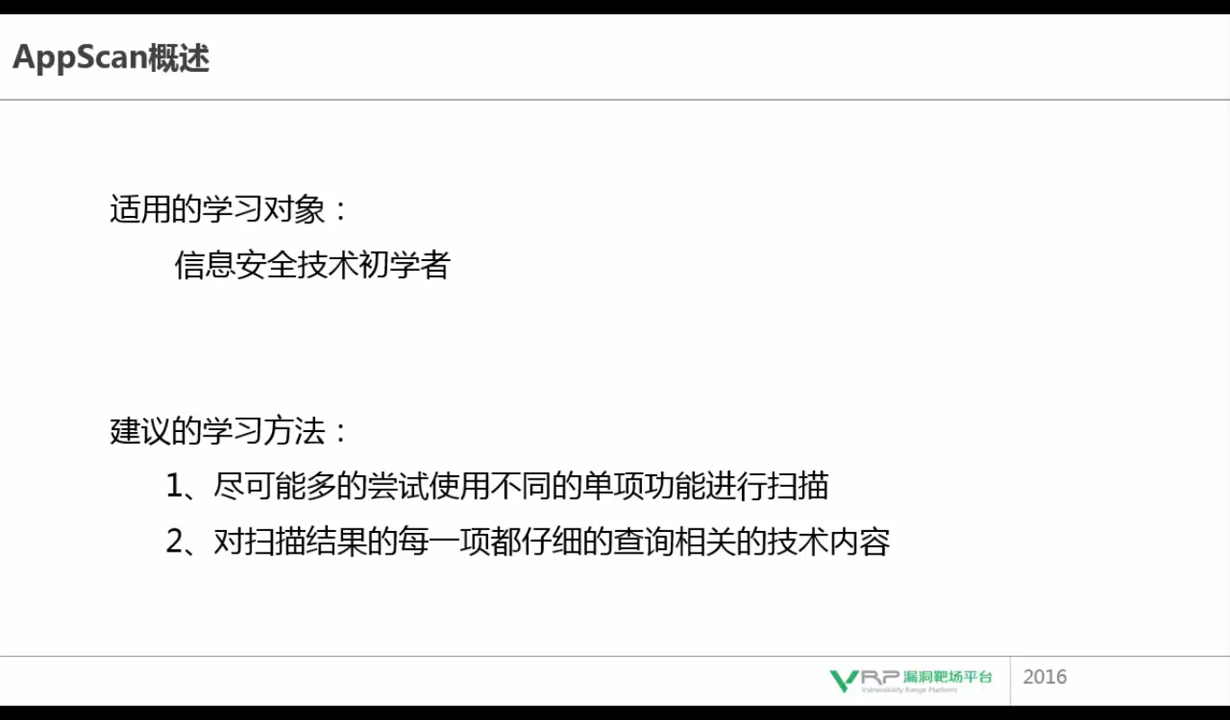 AppScan概述
适用的学习对象：
信息安全技术初学者
建议的学习方法：
1、尽可能多的尝试使用不同的单项功能进行扫描
2、对扫描结果的每一项都仔细的查询相关的技术内容
VRP 漏洞靶场平台
Vulnerability Range Platform
2016